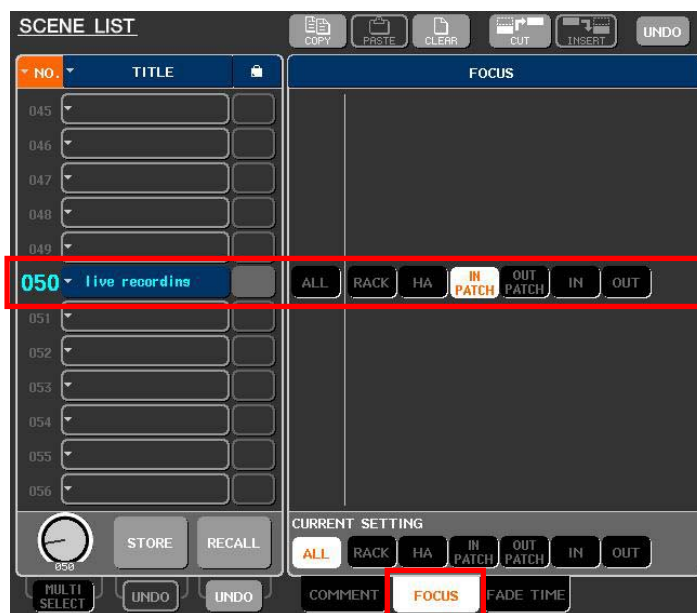 SCENE LIST
COPY PASTE CLEAR CUT INSERT UNDO
NO. TITLE FOCUS
045
046
047
048
049
050 live recording ALL RACK HA IN PATCH OUT PATCH IN OUT
051
052
053
054
055
056
CURRENT SETTING
050 STORE RECALL ALL RACK HA IN PATCH OUT PATCH IN OUT
MULTI SELECT UNDO UNDO COMMENT FOCUS FADE TIME